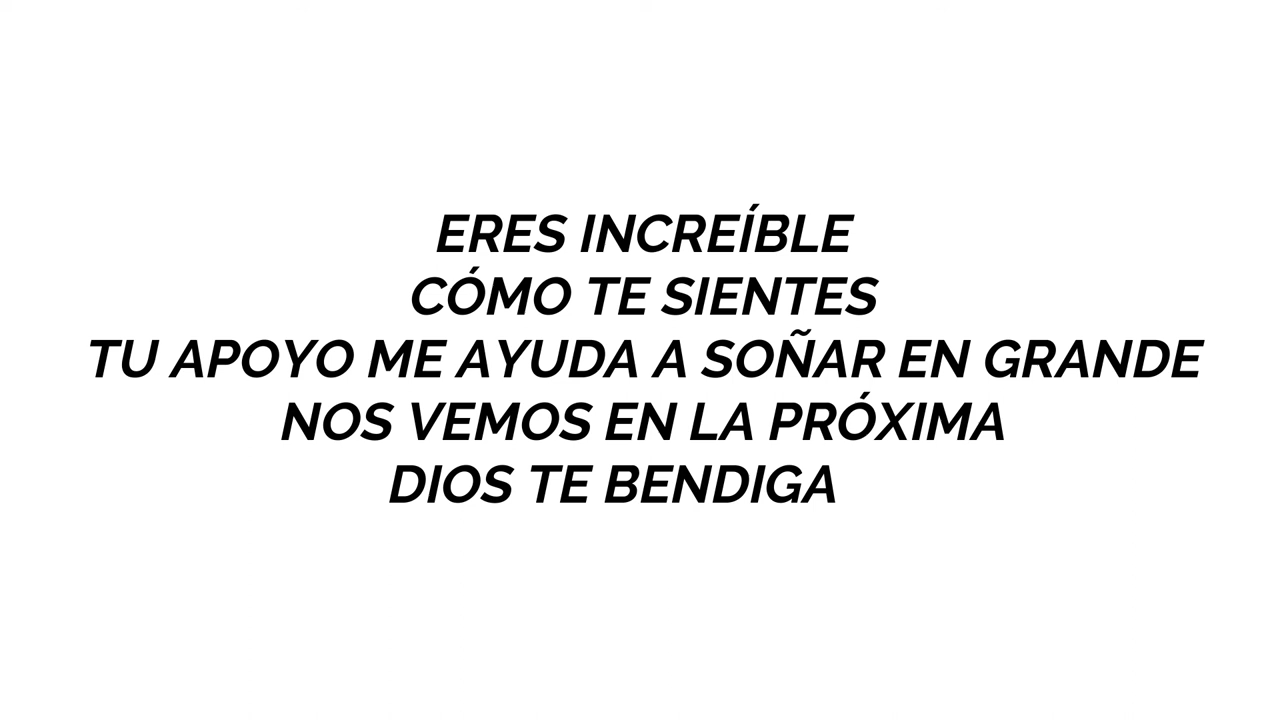 ERES INCREÍBLE
CÓMO TE SIENTES
TU APOYO ME AYUDA A SOÑAR EN GRANDE
NOS VEMOS EN LA PRÓXIMA
DIOS TE BENDIGA